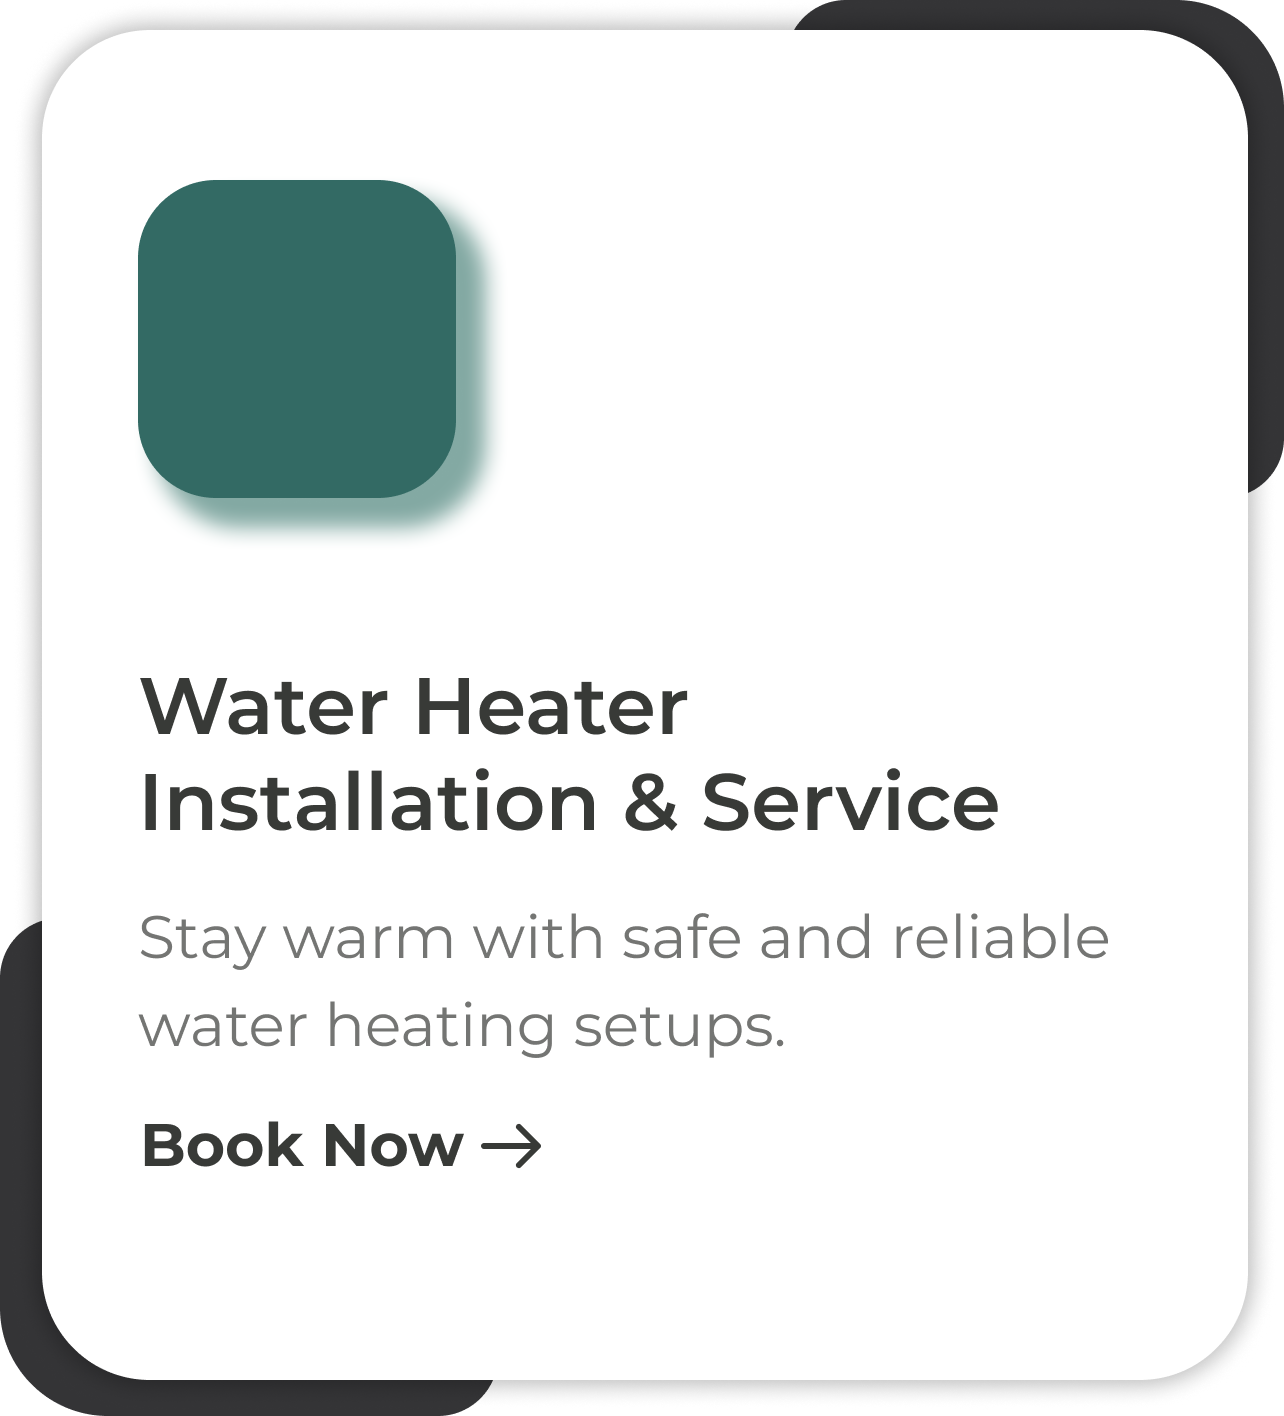 Water Heater
Installation & Service
Stay warm with safe and reliable
water heating setups.
Book Now →